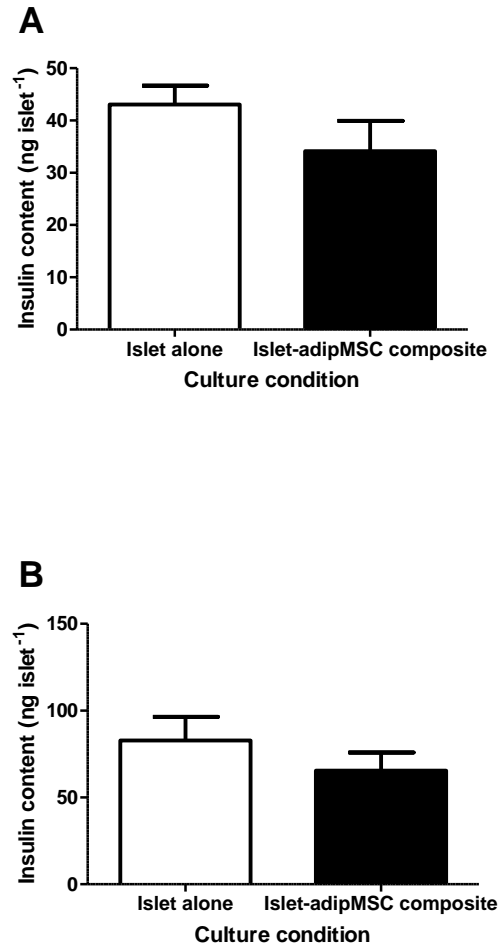 A
Insulin content (ng islet⁻¹)
50
40
30
20
10
0
Islet alone
Islet-adipMSC composite
Culture condition
B
Insulin content (ng islet⁻¹)
150
100
50
0
Islet alone
Islet-adipMSC composite
Culture condition